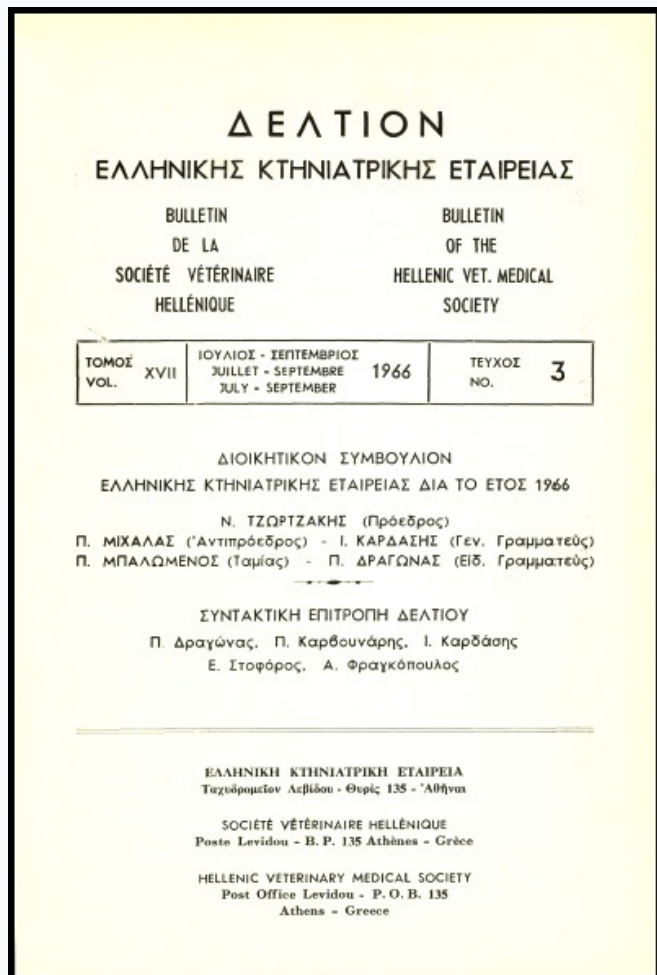 ΔΕΛΤΙΟΝ
ΕΛΛΗΝΙΚΗΣ ΚΤΗΝΙΑΤΡΙΚΗΣ ΕΤΑΙΡΕΙΑΣ
BULLETIN
DE LA
SOCIÉTÉ VÉTÉRINAIRE
HELLÉNIQUE
BULLETIN
OF THE
HELLENIC VET. MEDICAL
SOCIETY
ΤΟΜΟΣ
VOL.
XVII
ΙΟΥΛΙΟΣ - ΣΕΠΤΕΜΒΡΙΟΣ
JUILLET - SEPTEMBRE
JULY - SEPTEMBER
1966
ΤΕΥΧΟΣ
NO.
3
ΔΙΟΙΚΗΤΙΚΟΝ ΣΥΜΒΟΥΛΙΟΝ
ΕΛΛΗΝΙΚΗΣ ΚΤΗΝΙΑΤΡΙΚΗΣ ΕΤΑΙΡΕΙΑΣ ΔΙΑ ΤΟ ΕΤΟΣ 1966
Ν. ΤΖΩΡΤΖΑΚΗΣ (Πρόεδρος)
Π. ΜΙΧΑΛΑΣ (Ἀντιπρόεδρος) - Ι. ΚΑΡΔΑΣΗΣ (Γεν. Γραμματεὺς)
Π. ΜΠΑΛΩΜΕΝΟΣ (Ταμίας) - Π. ΔΡΑΓΩΝΑΣ (Εἰδ. Γραμματεὺς)
ΣΥΝΤΑΚΤΙΚΗ ΕΠΙΤΡΟΠΗ ΔΕΛΤΙΟΥ
Π. Δραγώνας, Π. Καρβουνάρης, Ι. Καρδάσης
Ε. Στοφόρος, Α. Φραγκόπουλος
ΕΛΛΗΝΙΚΗ ΚΤΗΝΙΑΤΡΙΚΗ ΕΤΑΙΡΕΙΑ
Ταχυδρομεῖον Λεβίδου - Θυρὶς 135 - Ἀθῆναι
SOCIÉTÉ VÉTÉRINAIRE HELLÉNIQUE
Poste Levidou - B. P. 135 Athènes - Grèce
HELLENIC VETERINARY MEDICAL SOCIETY
Post Office Levidou - P. O. B. 135
Athens - Greece